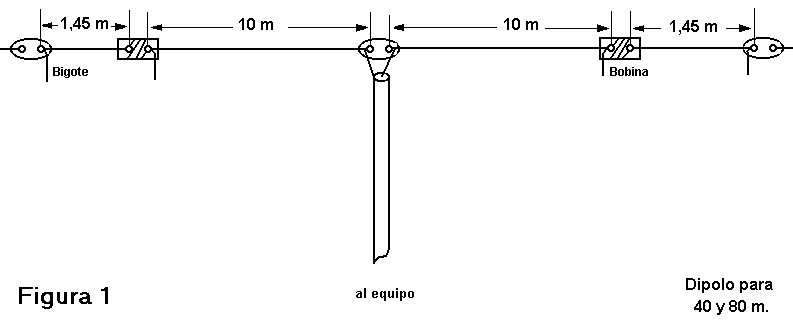 1,45 m
10 m
10 m
1,45 m
Bigote
Bobina
Figura 1
al equipo
Dipolo para
40 y 80 m.